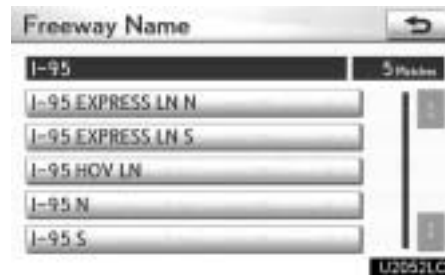 Freeway Name
I-95
5 Matches
I-95 EXPRESS LN N
I-95 EXPRESS LN S
I-95 HOV LN
I-95 N
I-95 S
U2052LC